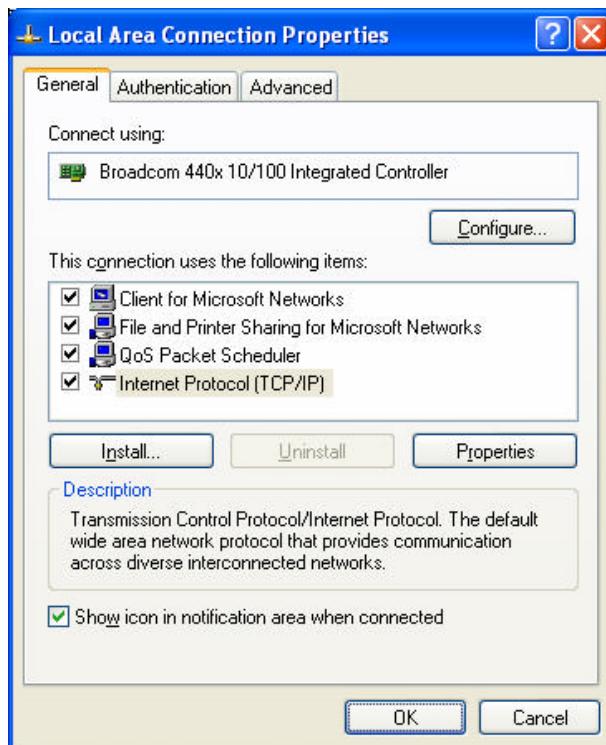 Local Area Connection Properties
General Authentication Advanced
Connect using:
Broadcom 440x 10/100 Integrated Controller
Configure...
This connection uses the following items:
Client for Microsoft Networks
File and Printer Sharing for Microsoft Networks
QoS Packet Scheduler
Internet Protocol (TCP/IP)
Install... Uninstall Properties
Description
Transmission Control Protocol/Internet Protocol. The default
wide area network protocol that provides communication
across diverse interconnected networks.
Show icon in notification area when connected
OK Cancel